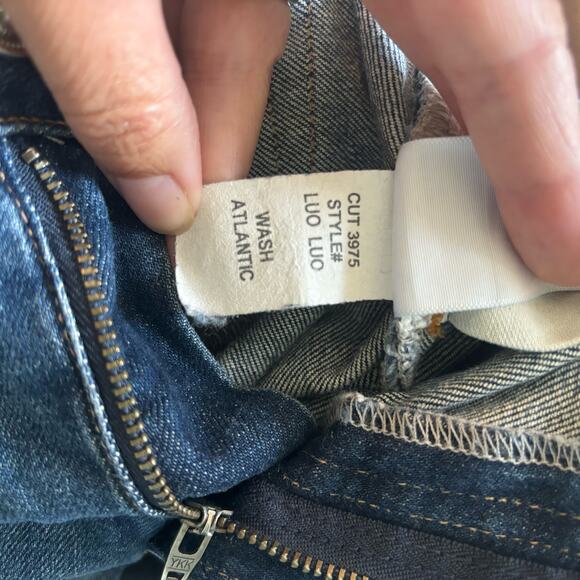 CUT 3975
STYLE#
LUO LUO
WASH
ATLANTIC
YKK